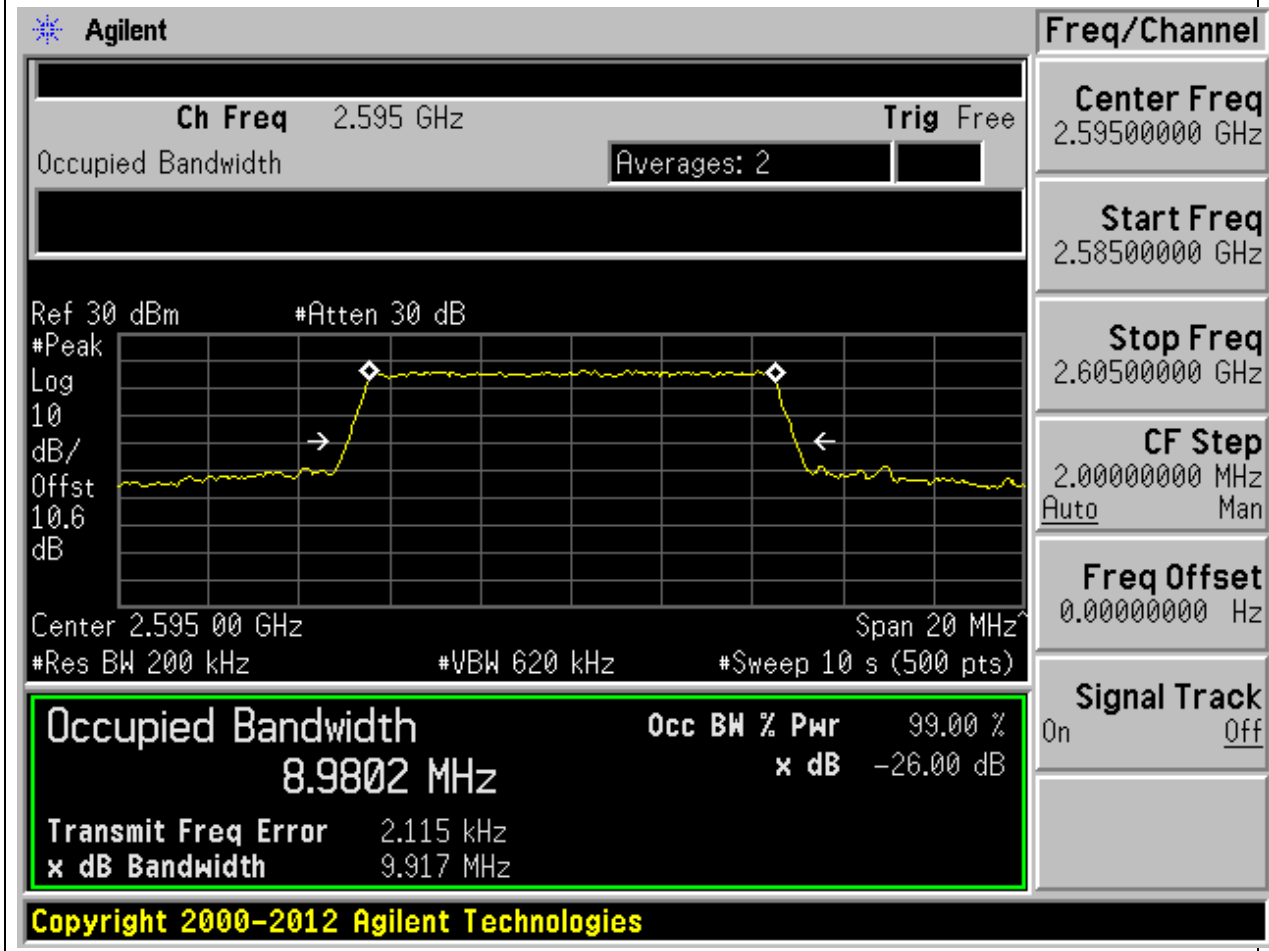 Agilent
Freq/Channel
Ch Freq 2.595 GHz Trig Free
Occupied Bandwidth Averages: 2
Ref 30 dBm #Atten 30 dB
#Peak
Log
10
dB/
Offst
10.6
dB
Center 2.595 00 GHz Span 20 MHz^
#Res BW 200 kHz #VBW 620 kHz #Sweep 10 s (500 pts)
Occupied Bandwidth
8.9802 MHz
Occ BW % Pwr 99.00 %
x dB -26.00 dB
Transmit Freq Error 2.115 kHz
x dB Bandwidth 9.917 MHz
Center Freq
2.59500000 GHz
Start Freq
2.58500000 GHz
Stop Freq
2.60500000 GHz
CF Step
2.00000000 MHz
Auto Man
Freq Offset
0.00000000 Hz
Signal Track
On Off
Copyright 2000-2012 Agilent Technologies